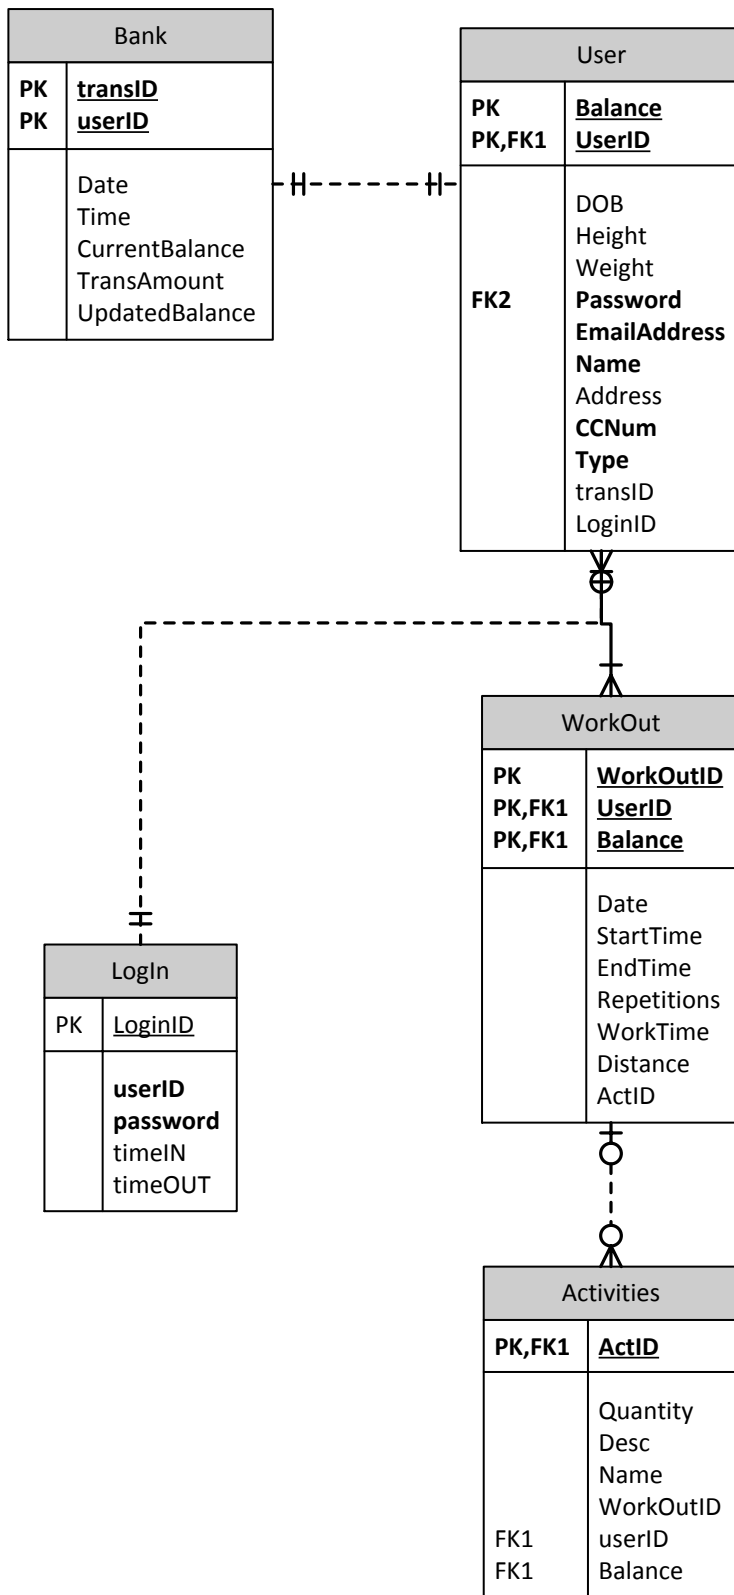 Bank
PK transID
PK userID
Date
Time
CurrentBalance
TransAmount
UpdatedBalance
User
PK Balance
PK,FK1 UserID
DOB
Height
Weight
FK2 Password
EmailAddress
Name
Address
CCNum
Type
transID
LoginID
WorkOut
PK WorkOutID
PK,FK1 UserID
PK,FK1 Balance
Date
StartTime
EndTime
Repetitions
WorkTime
Distance
ActID
LogIn
PK LoginID
userID
password
timeIN
timeOUT
Activities
PK,FK1 ActID
Quantity
Desc
Name
WorkOutID
FK1 userID
FK1 Balance